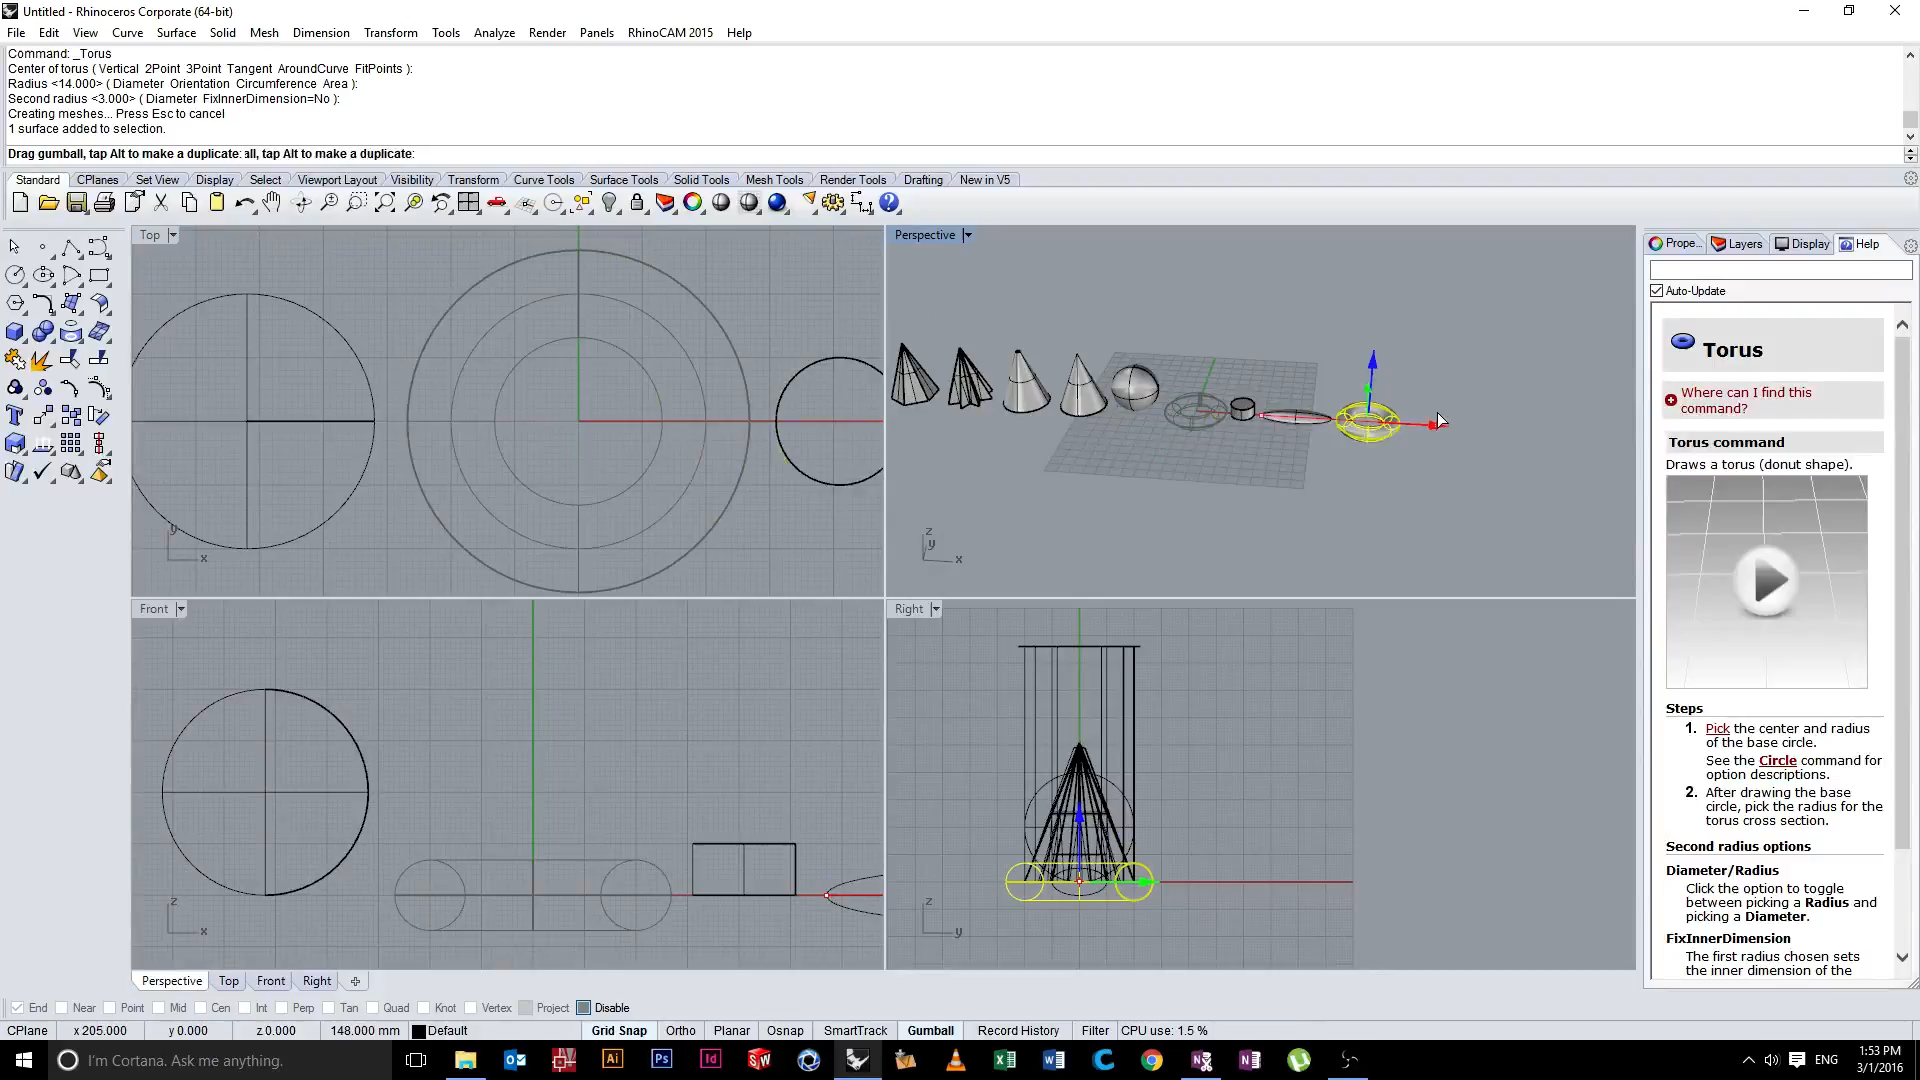 Untitled - Rhinoceros Corporate (64-bit)
File Edit View Curve Surface Solid Mesh Dimension Transform Tools Analyze Render Panels RhinoCAM 2015 Help
Command: _Torus
Center of torus ( Vertical 2Point 3Point Tangent AroundCurve FitPoints ):
Radius <14.000> ( Diameter Orientation Circumference Area ):
Second radius <3.000> ( Diameter FixInnerDimension=No ):
Creating meshes... Press Esc to cancel
1 surface added to selection.
Drag gumball, tap Alt to make a duplicate: all, tap Alt to make a duplicate:
Standard CPlanes Set View Display Select Viewport Layout Visibility Transform Curve Tools Surface Tools Solid Tools Mesh Tools Render Tools Drafting New in V5
Top
Perspective
Prope... Layers Display Help
Auto-Update
Torus
Where can I find this
command?
Torus command
Draws a torus (donut shape).
y
x
z
y
x
Front
Right
z
x
z
y
Steps
1. Pick the center and radius
of the base circle.
See the Circle command for
option descriptions.
2. After drawing the base
circle, pick the radius for the
torus cross section.
Second radius options
Diameter/Radius
Click the option to toggle
between picking a Radius and
picking a Diameter.
FixInnerDimension
The first radius chosen sets
the inner dimension of the
Perspective Top Front Right
End Near Point Mid Cen Int Perp Tan Quad Knot Vertex Project Disable
CPlane x 205.000 y 0.000 z 0.000 148.000 mm Default Grid Snap Ortho Planar Osnap SmartTrack Gumball Record History Filter CPU use: 1.5 %
I'm Cortana. Ask me anything.
Ai Ps Id SW
ENG
1:53 PM
3/1/2016